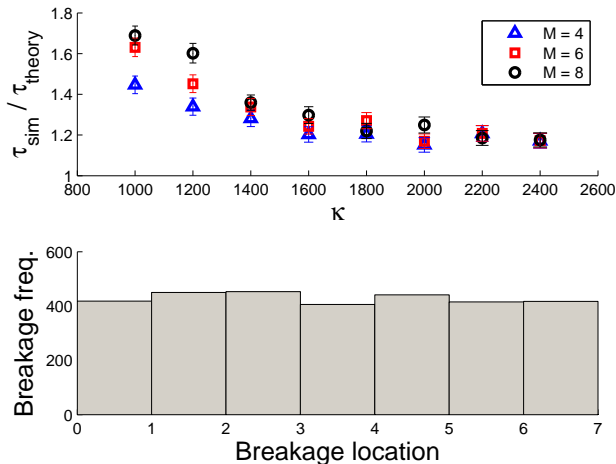 τsim / τtheory
1.8
1.6
1.4
1.2
1
M = 4
M = 6
M = 8
800 1000 1200 1400 1600 1800 2000 2200 2400 2600
κ
Breakage freq.
600
400
200
0
0 1 2 3 4 5 6 7
Breakage location